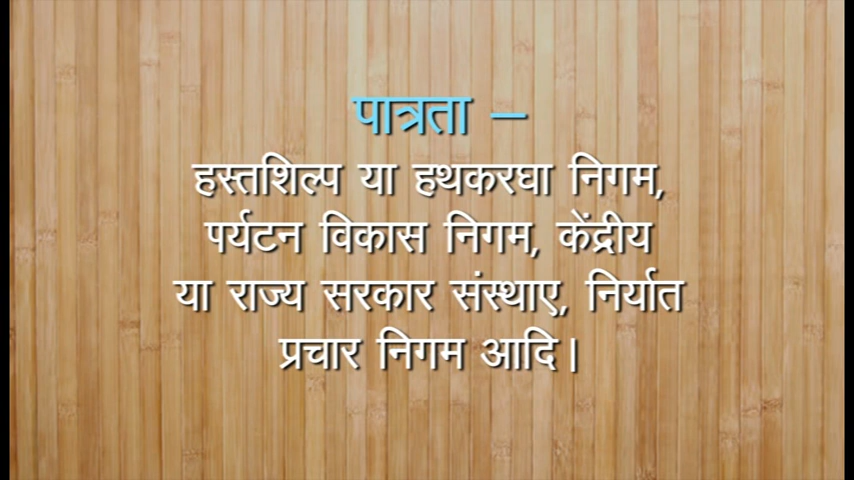 पात्रता –
हस्तशिल्प या हथकरघा निगम,
पर्यटन विकास निगम, केंद्रीय
या राज्य सरकार संस्थाए, निर्यात
प्रचार निगम आदि।